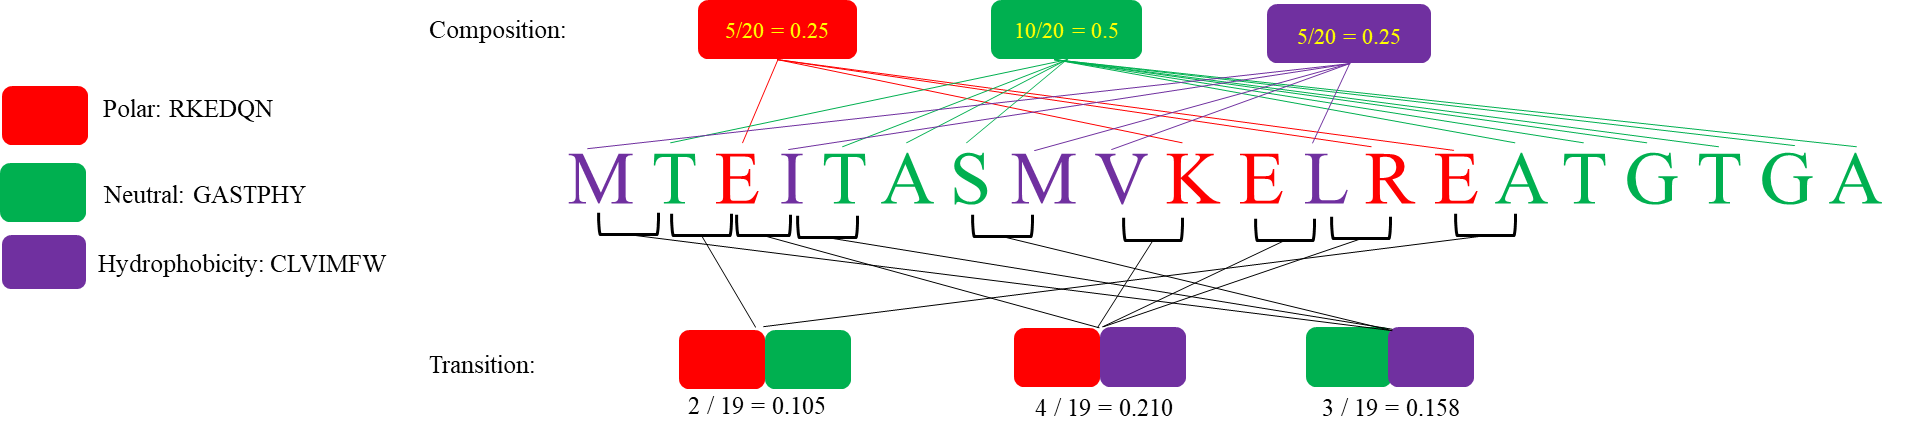 Composition:
5/20 = 0.25
10/20 = 0.5
5/20 = 0.25
Polar: RKEDQN
Neutral: GASTPHY
Hydrophobicity: CLVIMFW
M T E I T A S M V K E L R E A T G T G A
Transition:
2 / 19 = 0.105
4 / 19 = 0.210
3 / 19 = 0.158